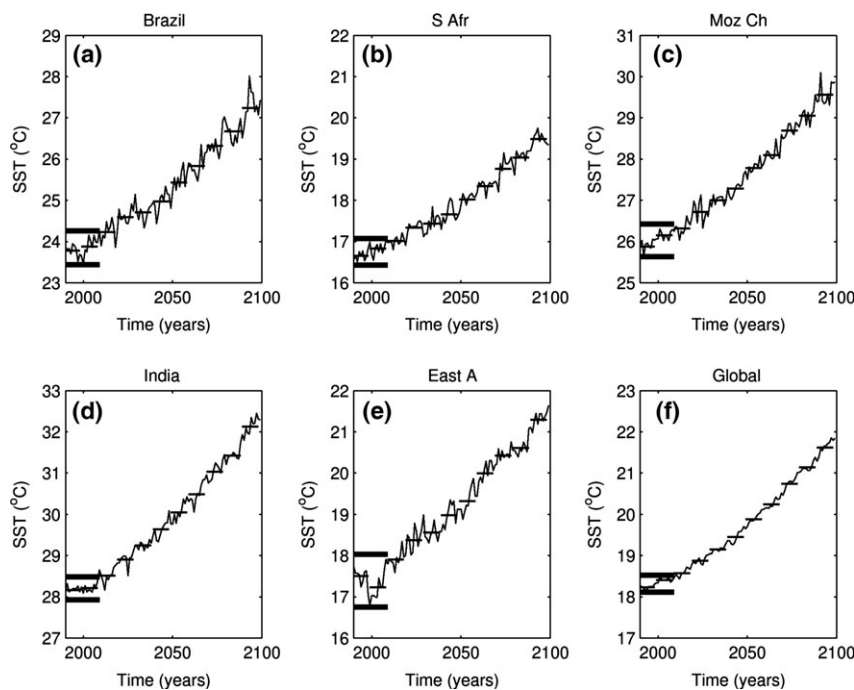 Brazil
(a)
29
28
27
26
25
24
23
SST (°C)
2000 2050 2100
Time (years)
S Afr
(b)
22
21
20
19
18
17
16
SST (°C)
2000 2050 2100
Time (years)
Moz Ch
(c)
31
30
29
28
27
26
25
SST (°C)
2000 2050 2100
Time (years)
India
(d)
33
32
31
30
29
28
27
SST (°C)
2000 2050 2100
Time (years)
East A
(e)
22
21
20
19
18
17
16
SST (°C)
2000 2050 2100
Time (years)
Global
(f)
23
22
21
20
19
18
17
SST (°C)
2000 2050 2100
Time (years)